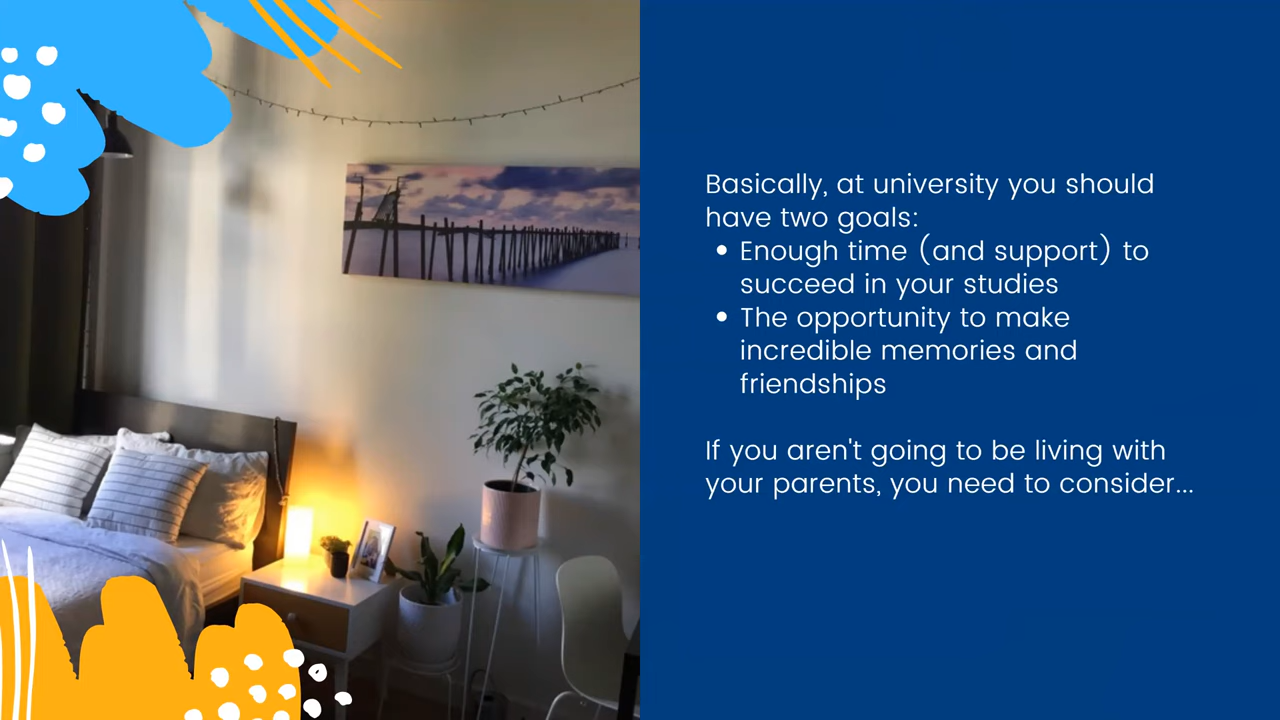 Basically, at university you should
have two goals:
• Enough time (and support) to
succeed in your studies
• The opportunity to make
incredible memories and
friendships
If you aren't going to be living with
your parents, you need to consider...